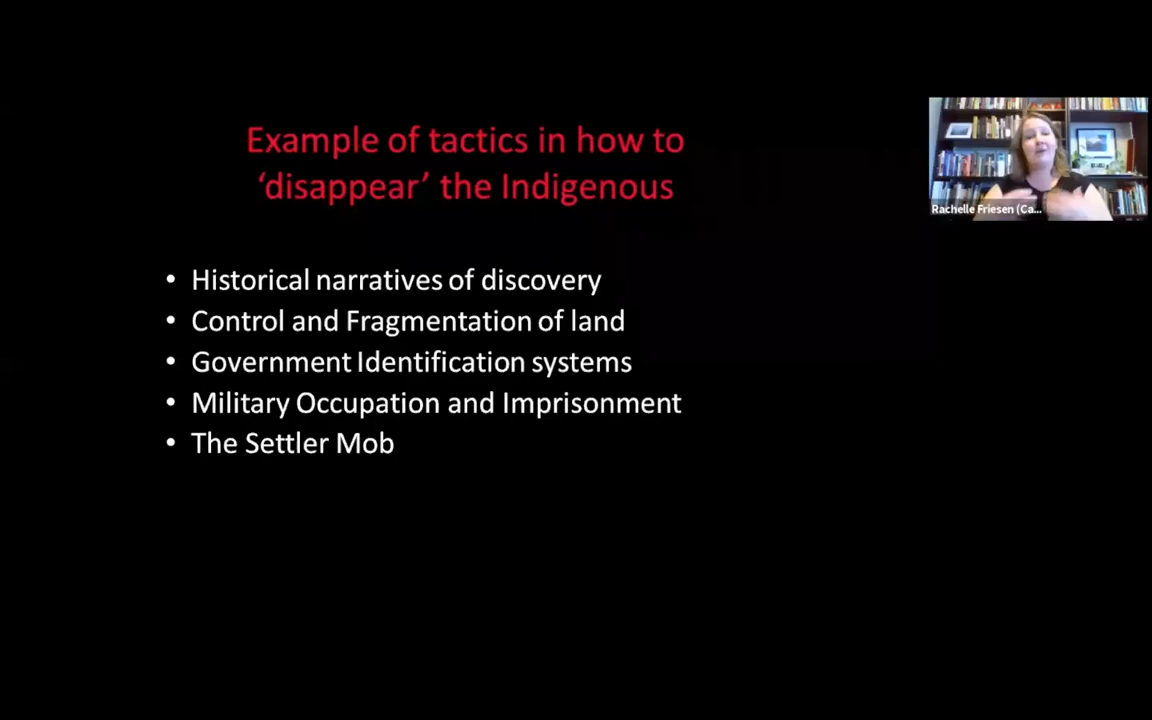 Example of tactics in how to
‘disappear’ the Indigenous
• Historical narratives of discovery
• Control and Fragmentation of land
• Government Identification systems
• Military Occupation and Imprisonment
• The Settler Mob
Rachelle Friesen (Ca...